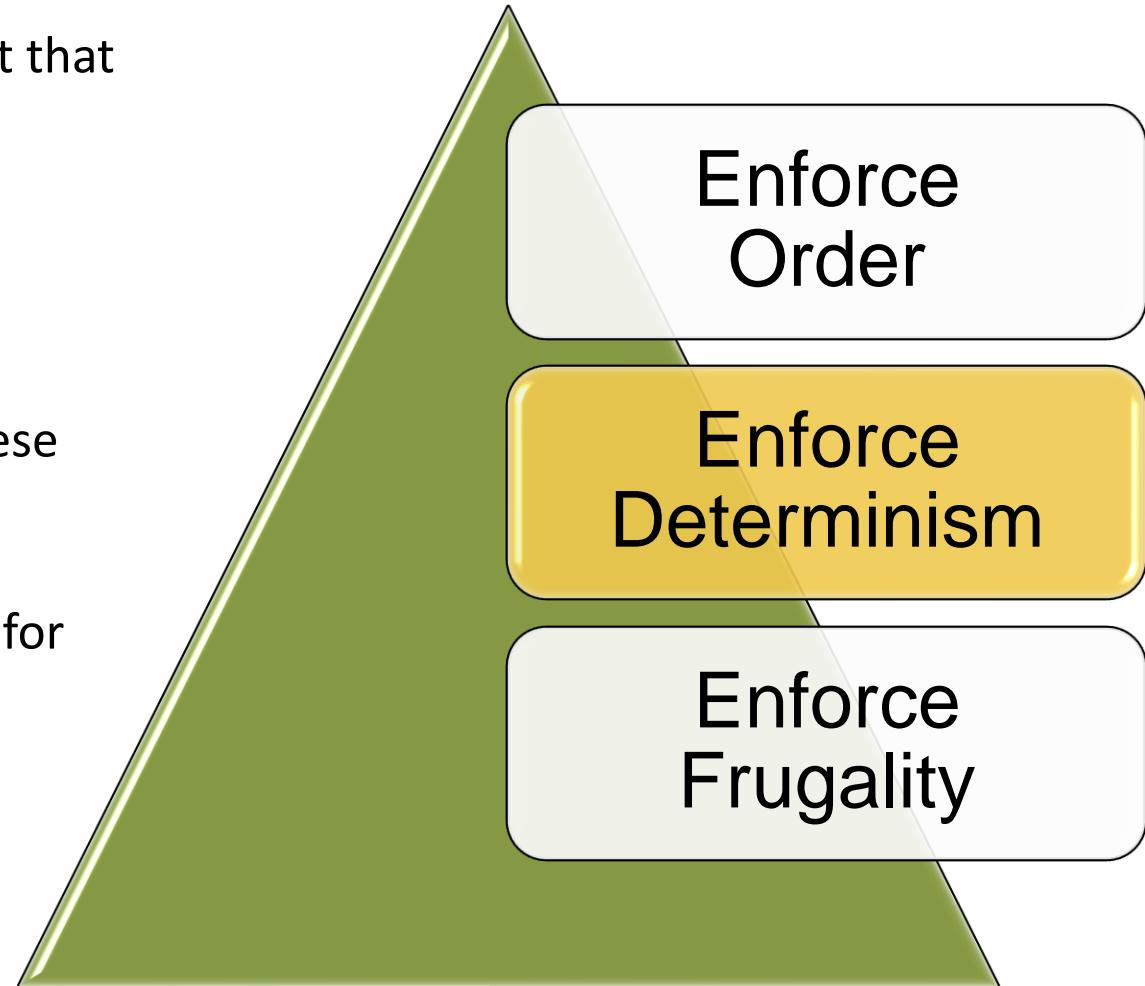 t that
Enforce
Order
ese
Enforce
Determinism
for
Enforce
Frugality